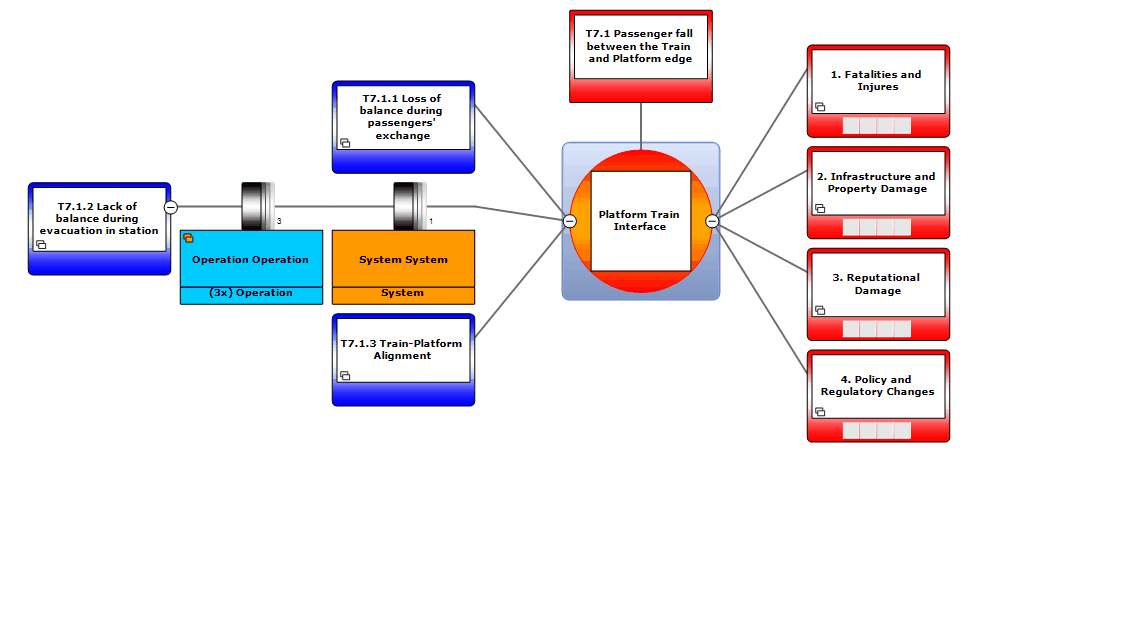 T7.1 Passenger fall
between the Train
and Platform edge
T7.1.1 Loss of
balance during
passengers'
exchange
T7.1.2 Lack of
balance during
evacuation in station
3
1
Operation Operation
(3x) Operation
System System
System
T7.1.3 Train-Platform
Alignment
Platform Train
Interface
1. Fatalities and
Injures
2. Infrastructure and
Property Damage
3. Reputational
Damage
4. Policy and
Regulatory Changes